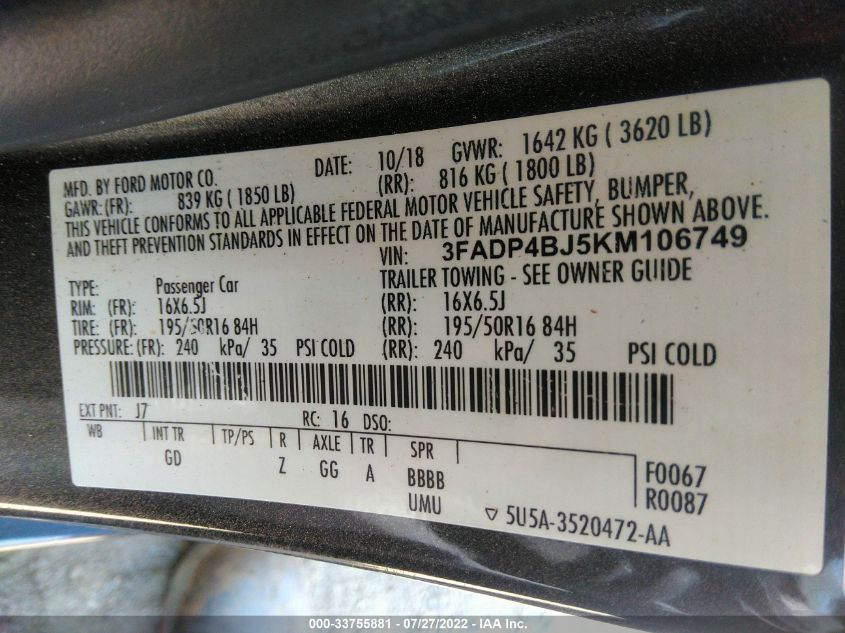 MFD. BY FORD MOTOR CO. DATE: 10/18 GVWR: 1642 KG ( 3620 LB)
GAWR: (FR): 839 KG ( 1850 LB) (RR): 816 KG ( 1800 LB)
THIS VEHICLE CONFORMS TO ALL APPLICABLE FEDERAL MOTOR VEHICLE SAFETY, BUMPER,
AND THEFT PREVENTION STANDARDS IN EFFECT ON THE DATE OF MANUFACTURE SHOWN ABOVE.
VIN: 3FADP4BJ5KM106749
TYPE: Passenger Car TRAILER TOWING - SEE OWNER GUIDE
RIM: (FR): 16X6.5J (RR): 16X6.5J
TIRE: (FR): 195/50R16 84H (RR): 195/50R16 84H
PRESSURE: (FR): 240 kPa/ 35 PSI COLD (RR): 240 kPa/ 35 PSI COLD
EXT PNT: J7 RC: 16 DSO:
WB INT TR TP/PS R AXLE TR SPR
GD Z GG A BBBB F0067
UMU R0087
5U5A-3520472-AA
000-33755881 - 07/27/2022 - IAA Inc.